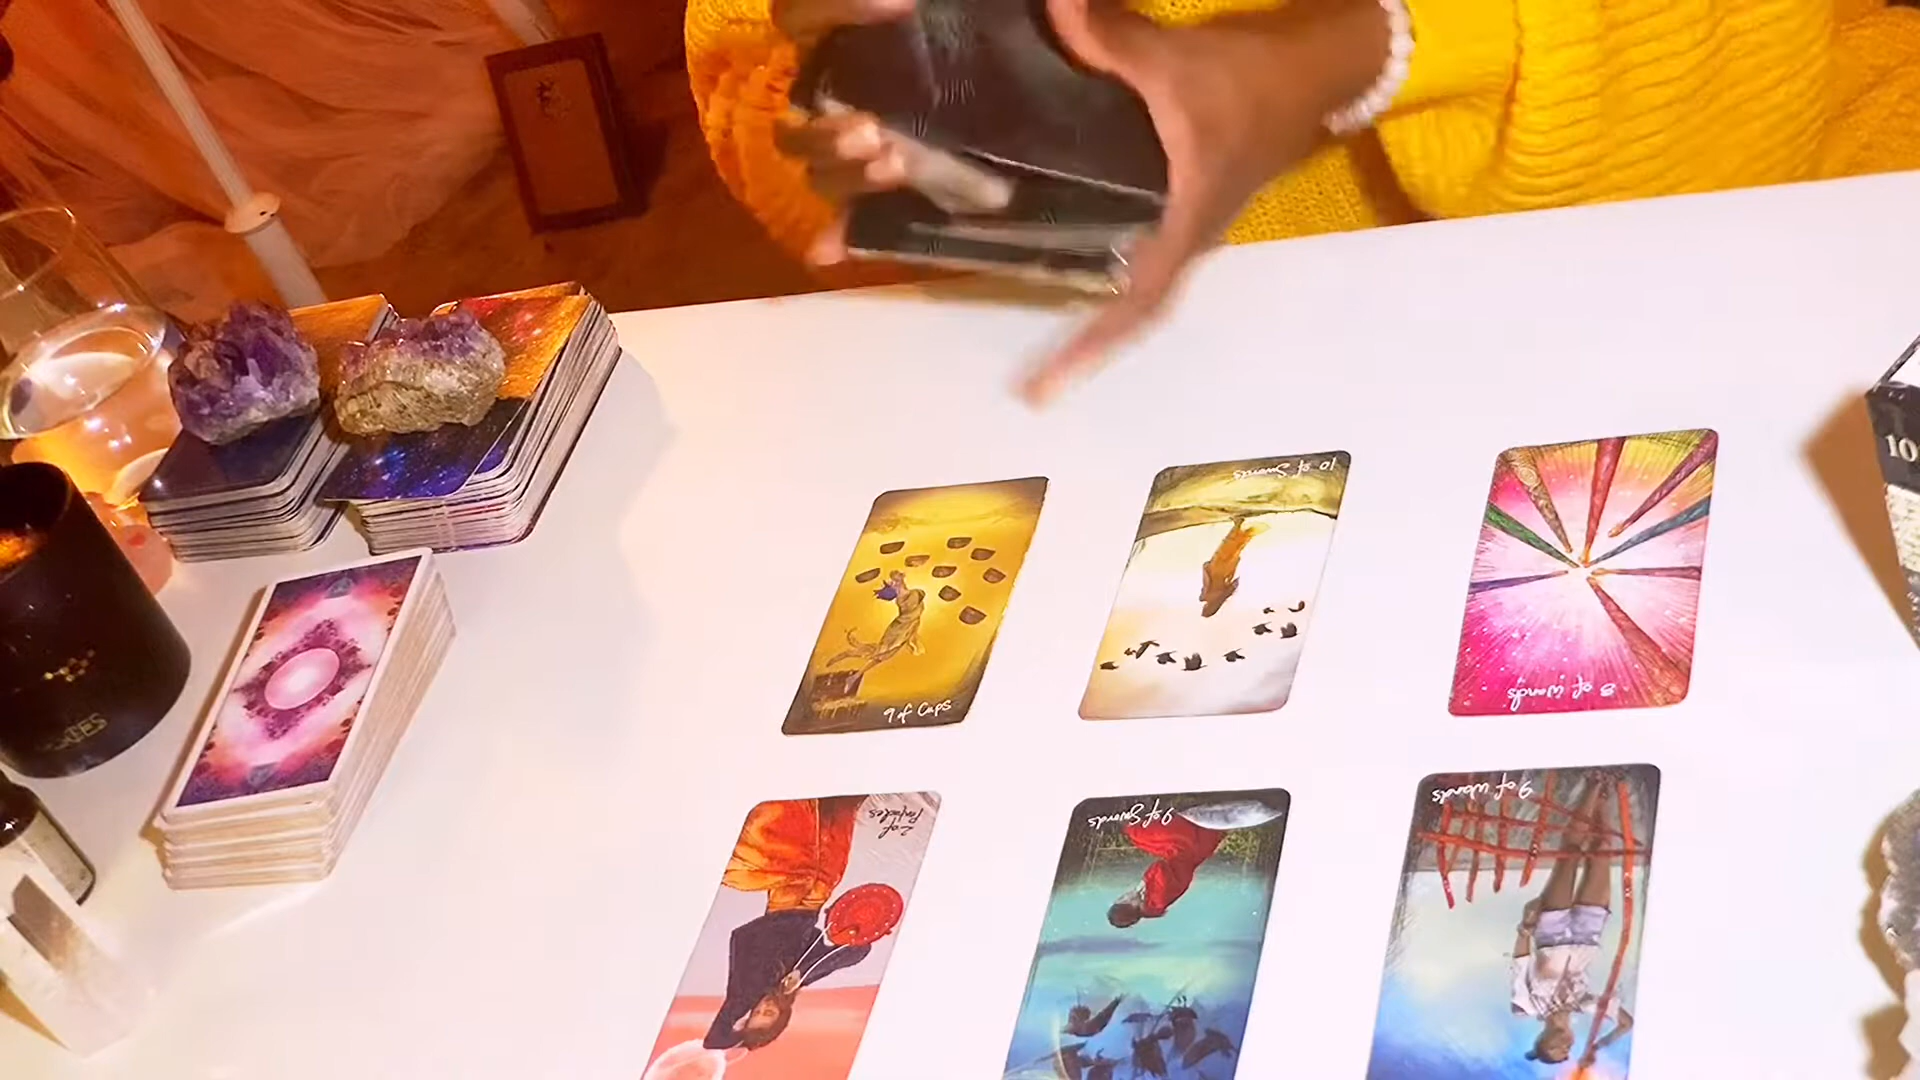 10 of Swords
9 of Cups
8 of wands
10
2 of
Pentacles
9 of Swords
9 of wands